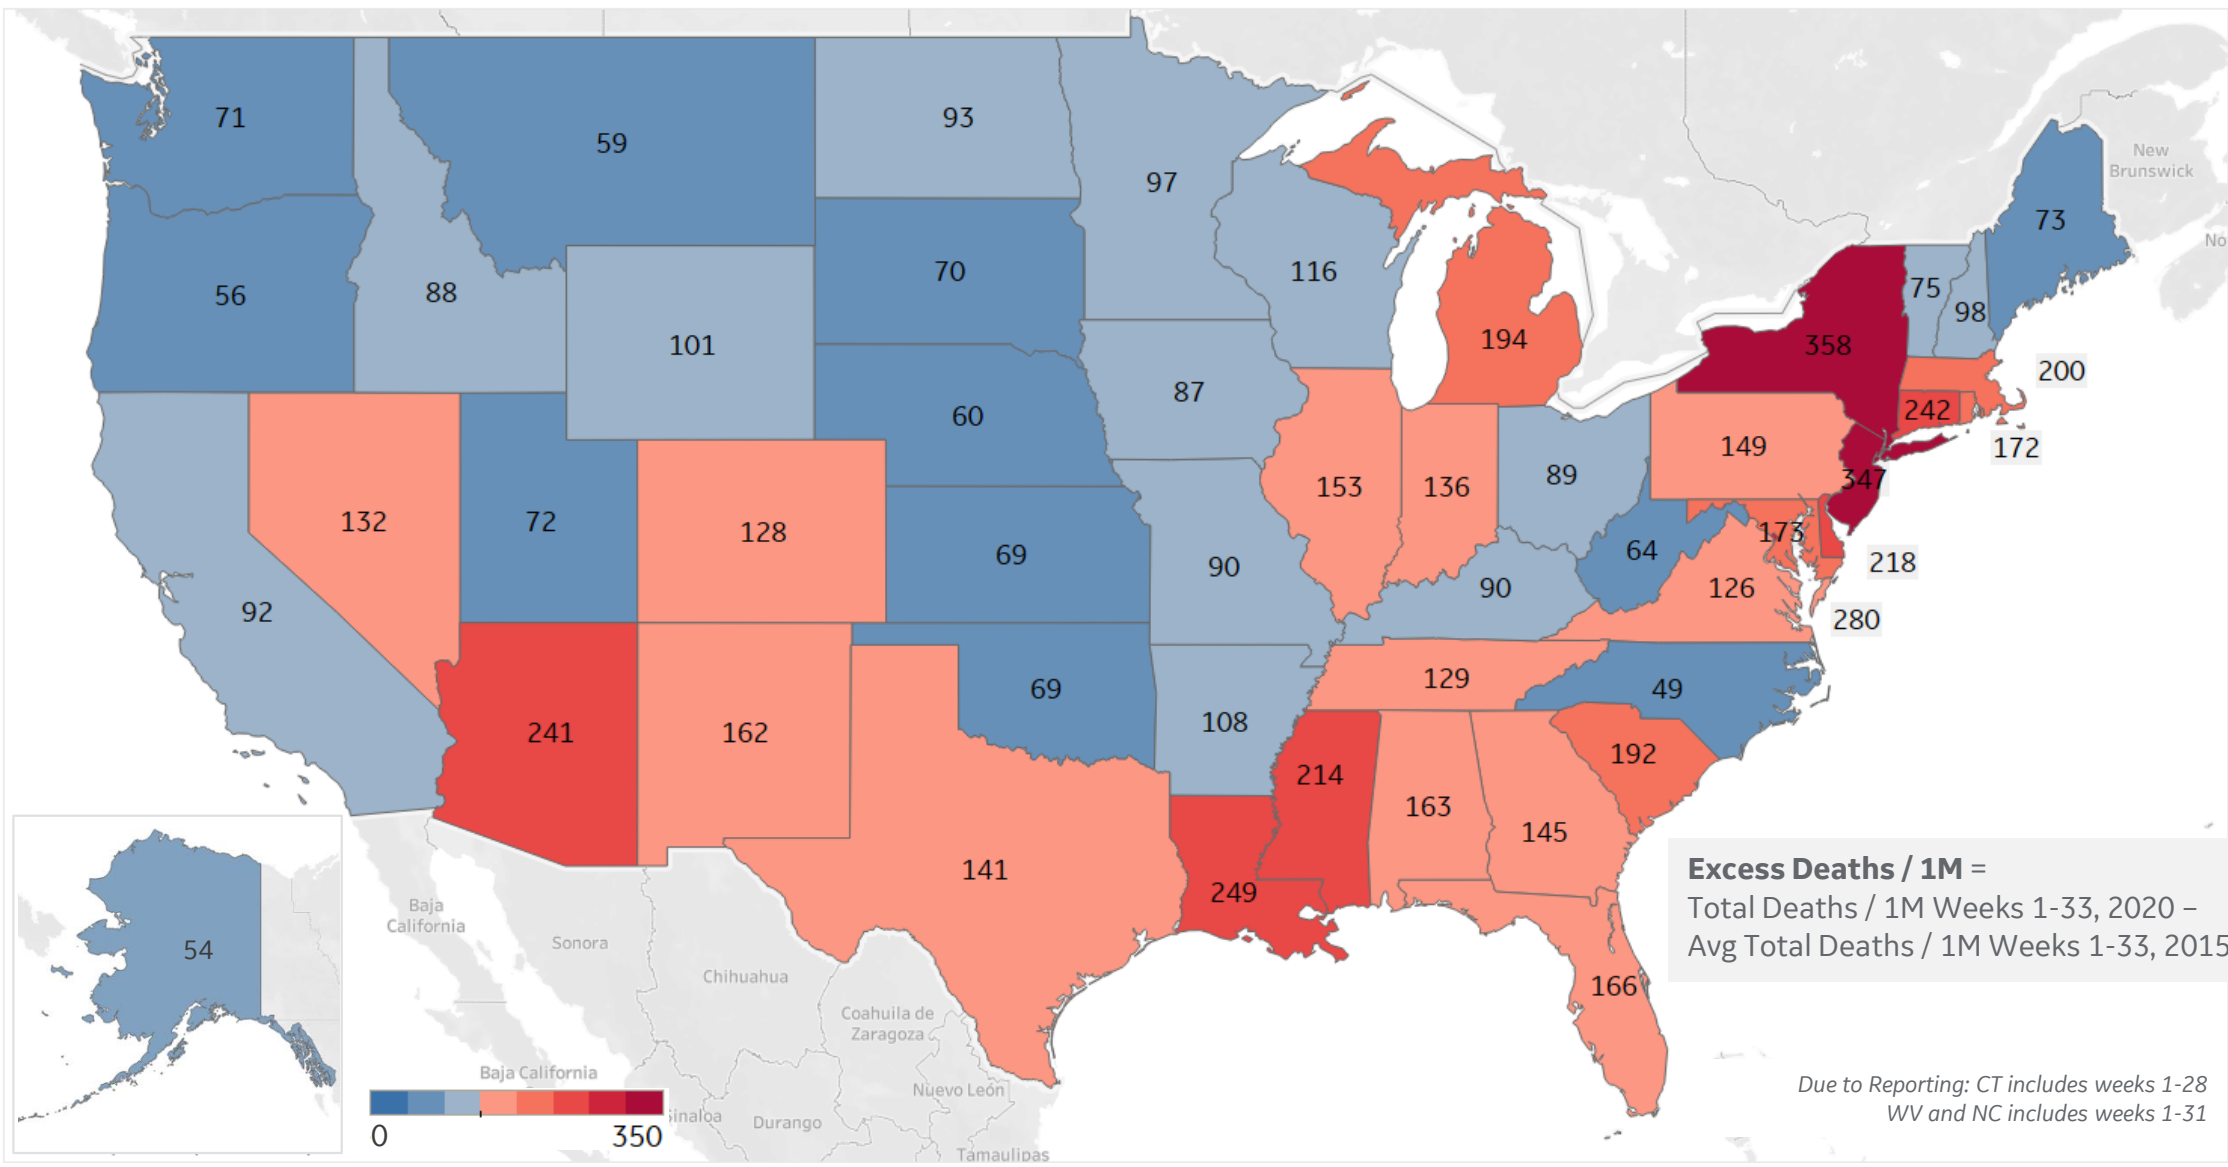 71
59
93
97
New
Brunswick
73
No
56
88
101
70
116
194
358
75
98
200
242
172
60
87
149
347
132
72
128
153
136
89
69
90
64
173
218
126
280
92
90
69
129
49
241
162
108
214
163
145
192
141
249
166
54
Excess Deaths / 1M =
Total Deaths / 1M Weeks 1-33, 2020 –
Avg Total Deaths / 1M Weeks 1-33, 2015
Baja
California
Sonora
Chihuahua
Coahuila de
Zaragoza
Baja California
Nuevo León
Sinaloa
Durango
Tamaulipas
0
350
Due to Reporting: CT includes weeks 1-28
WV and NC includes weeks 1-31